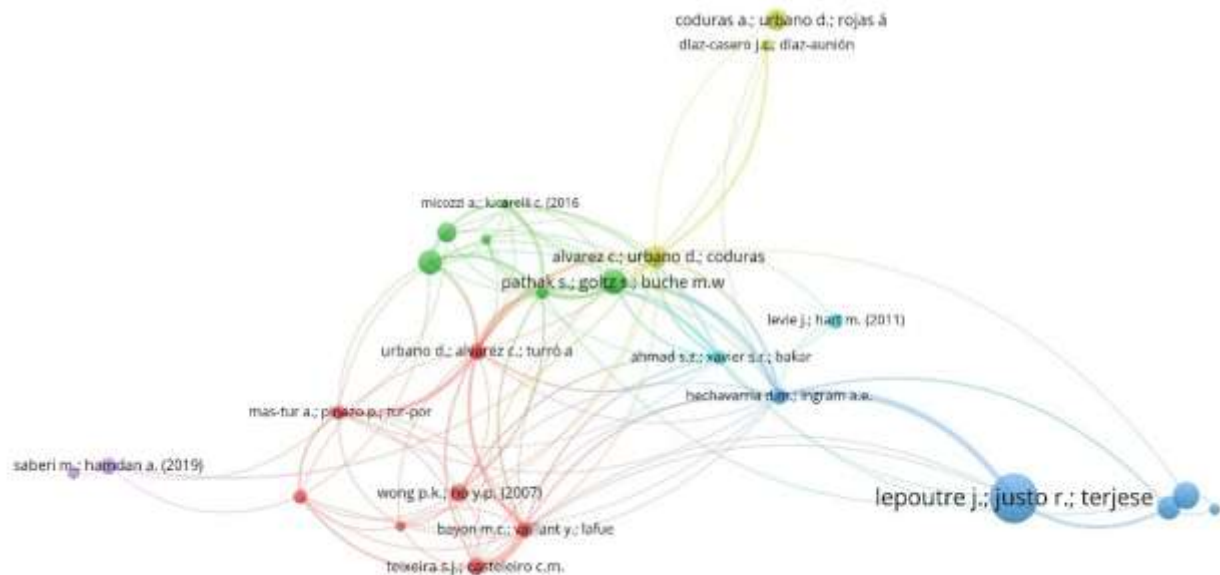 coduras a.; urbano d.; rojas á
díaz-casero j.c.; díaz-aunión
micozzi a.; lucarelli c. (2016
alvarez c.; urbano d.; coduras
pathak s.; goltz s.; buche m.w
levie j.; hart m. (2011)
urbano d.; alvarez c.; turró a
ahmad s.z.; xavier s.r.; bakar
hechavarria d.m.; ingram a.e.
mas-tur a.; pinazo p.; tur-por
saberi m.; hamdan a. (2019)
wong p.k.; ho y.p. (2007)
lepoutre j.; justo r.; terjese
bayon m.c.; vaillant y.; lafue
teixeira s.j.; casteleiro c.m.